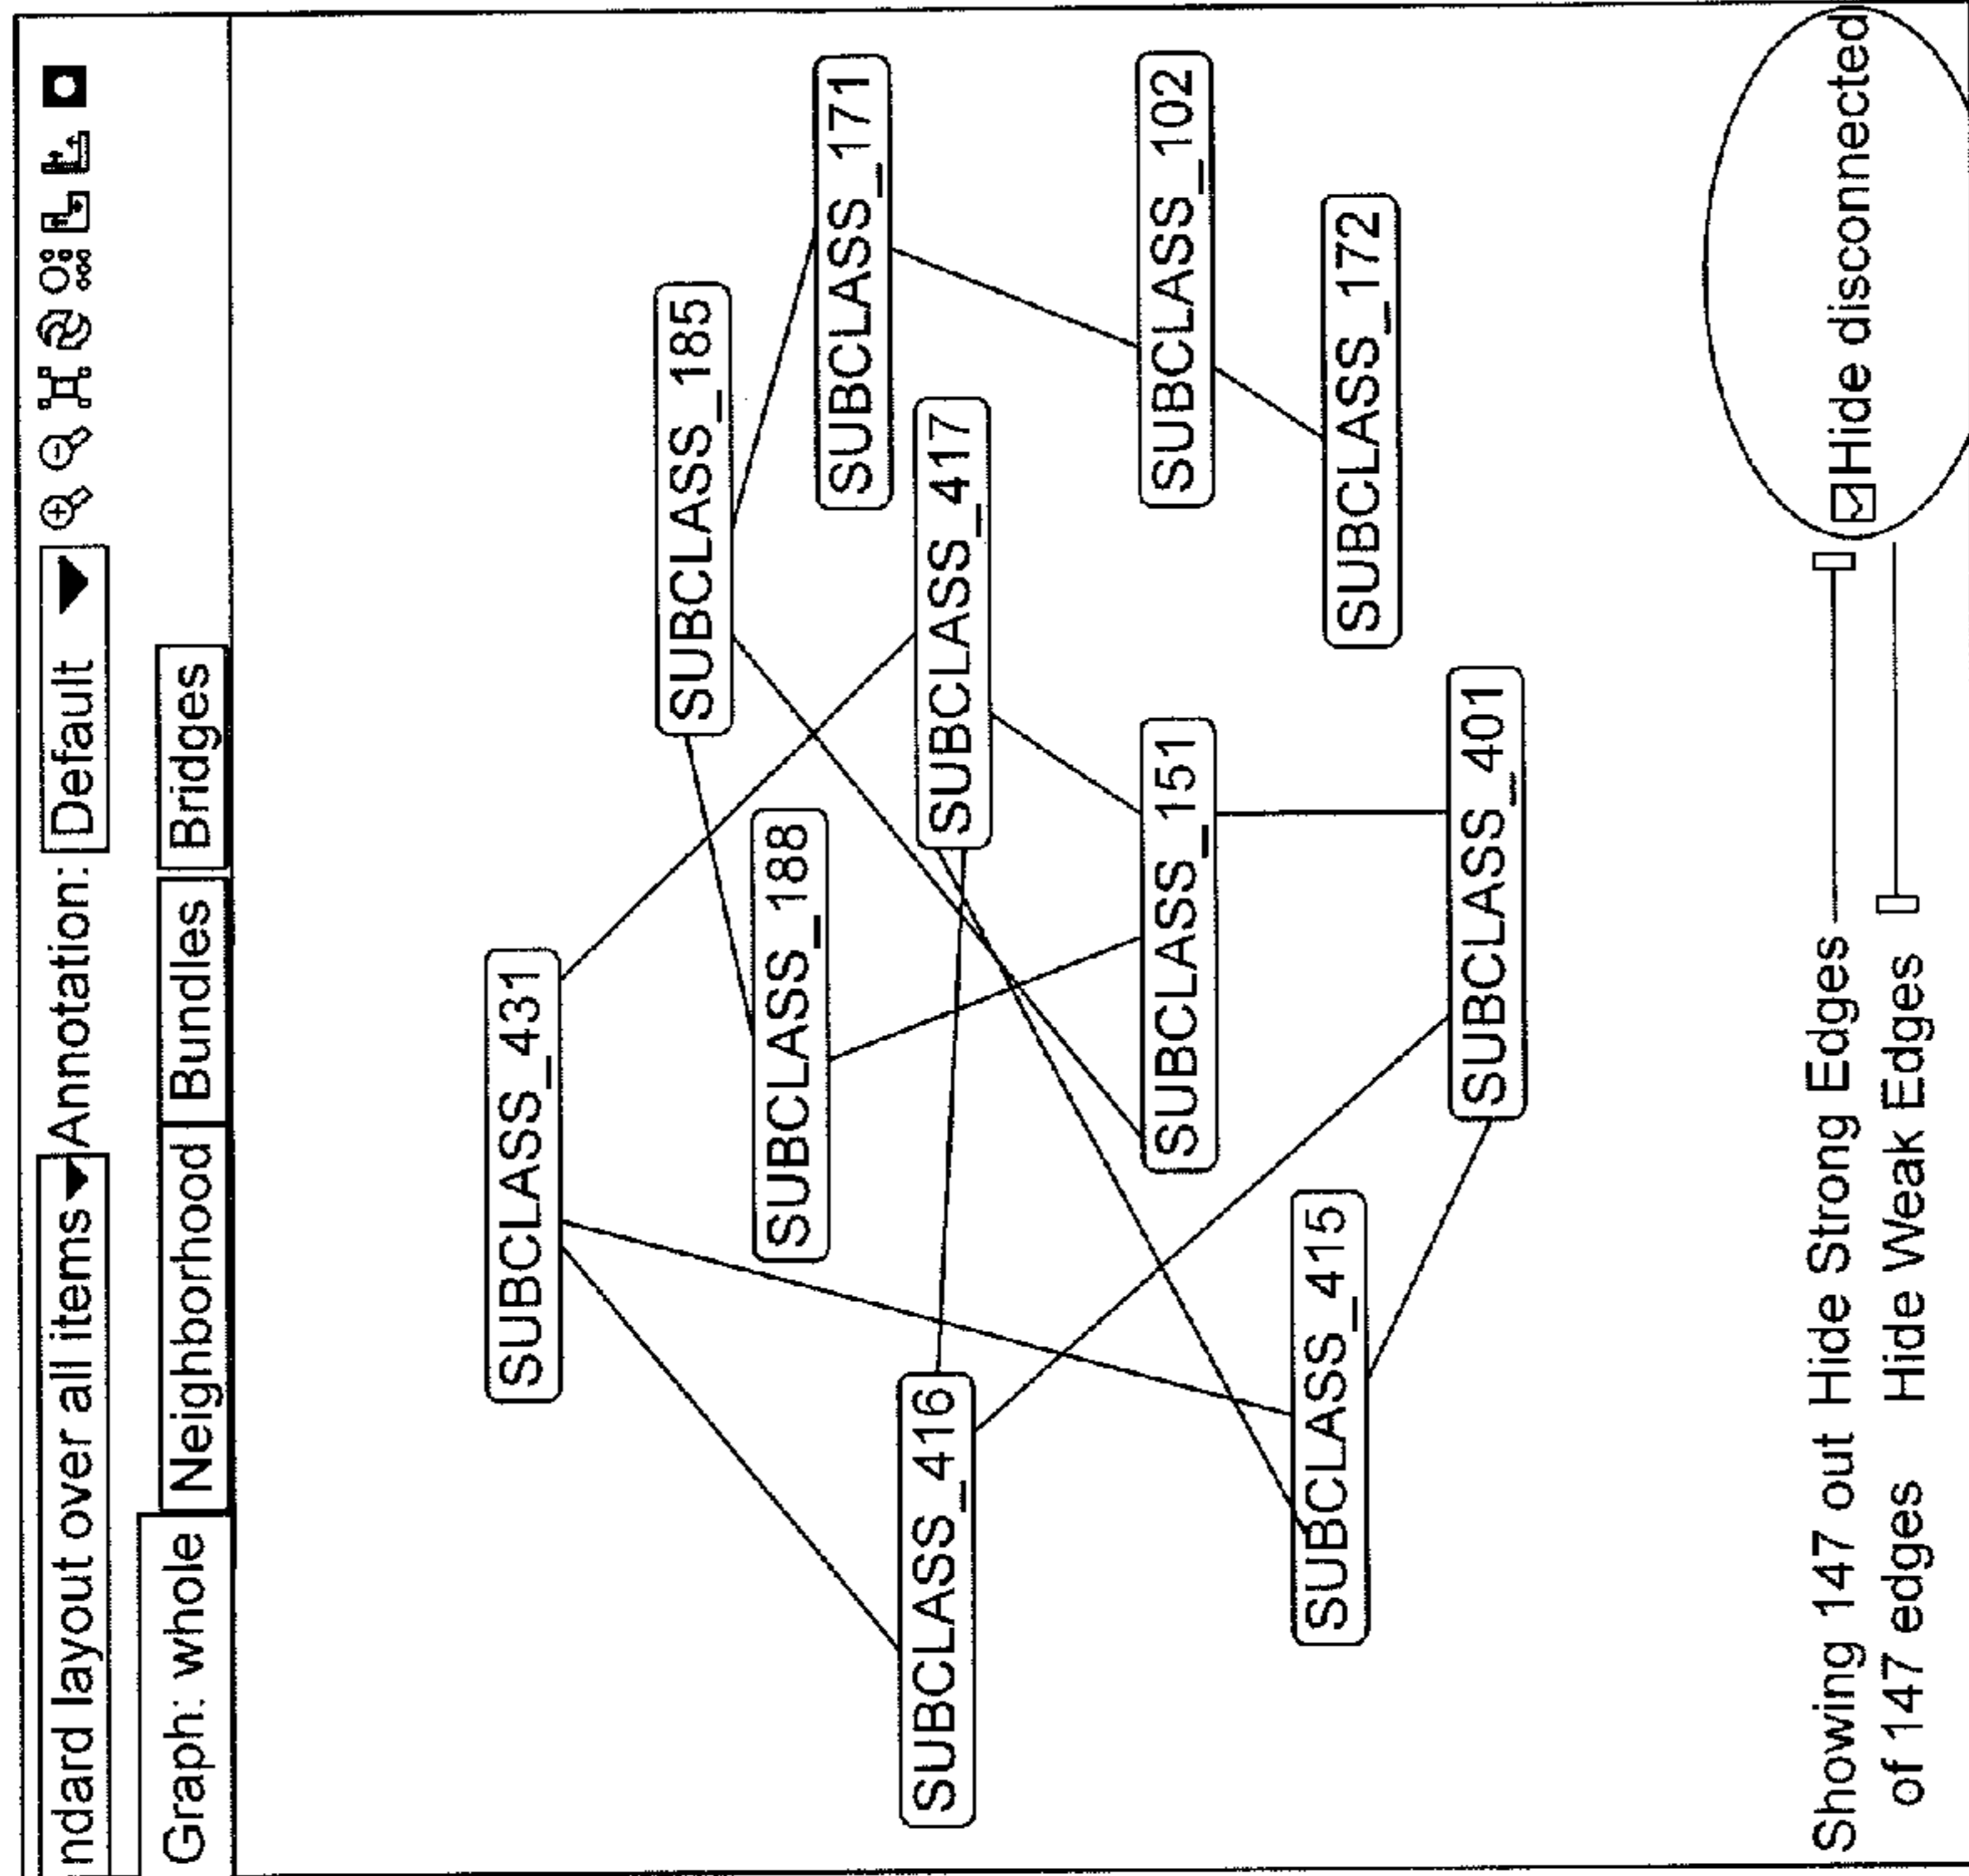 ndard layout over all items Annotation: Default
Graph: whole Neighborhood Bundles Bridges
SUBCLASS_431
SUBCLASS_185
SUBCLASS_188
SUBCLASS_171
SUBCLASS_416
SUBCLASS_417
SUBCLASS_151
SUBCLASS_102
SUBCLASS_415
SUBCLASS_172
SUBCLASS_401
Showing 147 out Hide Strong Edges Hide disconnected
of 147 edges Hide Weak Edges